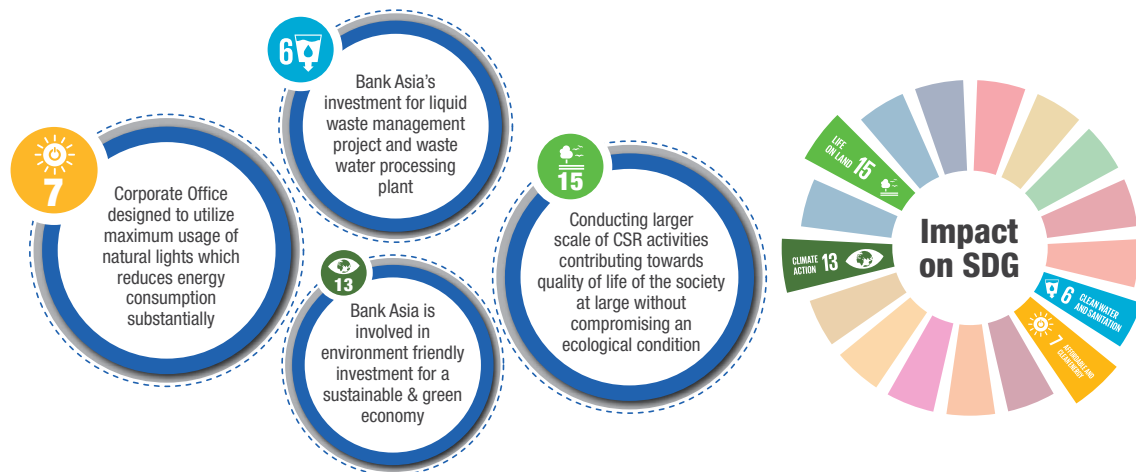 6
Bank Asia's
investment for liquid
waste management
project and waste
water processing
plant
7
Corporate Office
designed to utilize
maximum usage of
natural lights which
reduces energy
consumption
substantially
13
Bank Asia is
involved in
environment friendly
investment for a
sustainable & green
economy
15
Conducting larger
scale of CSR activities
contributing towards
quality of life of the society
at large without
compromising an
ecological condition
Impact
on SDG
LIFE
ON LAND 15
CLIMATE
ACTION 13
6 CLEAN WATER
AND SANITATION
7 AFFORDABLE AND
CLEAN ENERGY